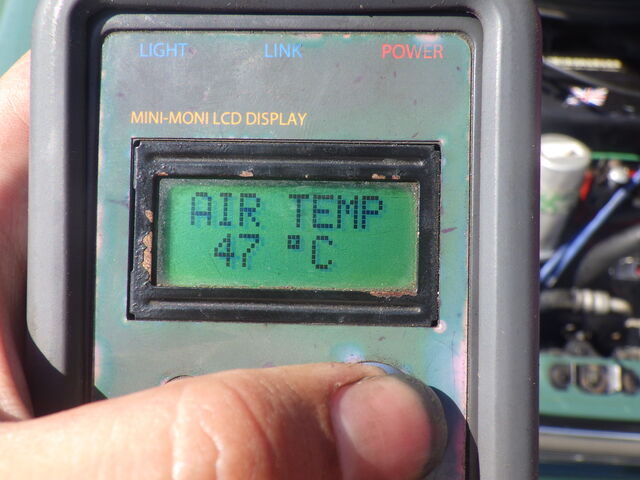 LIGHT LINK POWER
MINI-MONI LCD DISPLAY
AIR TEMP
47 °C